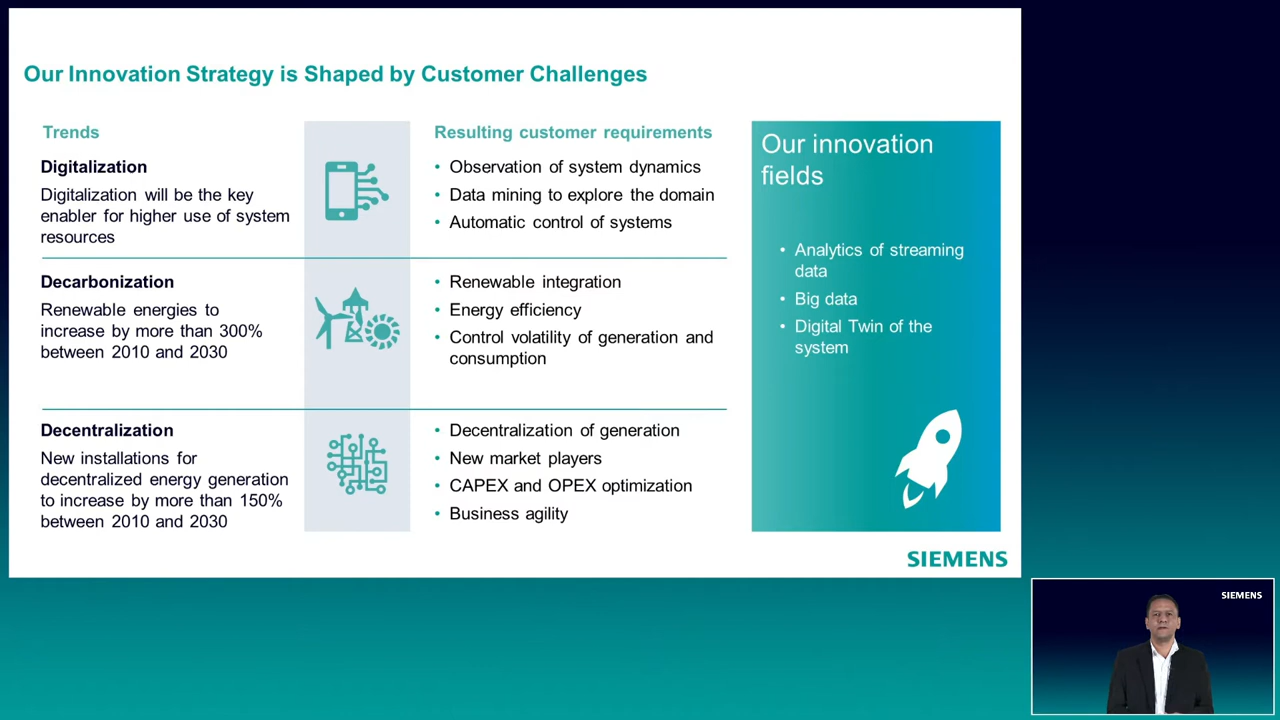 Our Innovation Strategy is Shaped by Customer Challenges
Trends
Digitalization
Digitalization will be the key
enabler for higher use of system
resources
Decarbonization
Renewable energies to
increase by more than 300%
between 2010 and 2030
Decentralization
New installations for
decentralized energy generation
to increase by more than 150%
between 2010 and 2030
Resulting customer requirements
• Observation of system dynamics
• Data mining to explore the domain
• Automatic control of systems
• Renewable integration
• Energy efficiency
• Control volatility of generation and
consumption
• Decentralization of generation
• New market players
• CAPEX and OPEX optimization
• Business agility
Our innovation
fields
• Analytics of streaming
data
• Big data
• Digital Twin of the
system
SIEMENS
SIEMENS